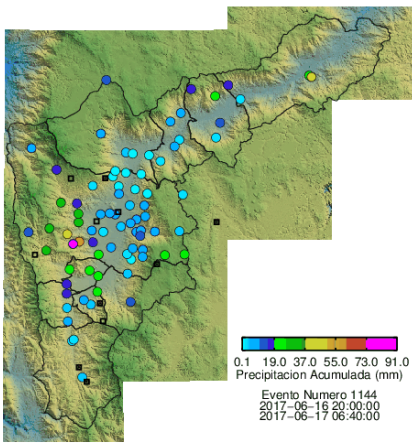 0.1 19.0 37.0 55.0 73.0 91.0
Precipitacion Acumulada (mm)
Evento Numero 1144
2017-06-16 20:00:00
2017-06-17 06:40:00